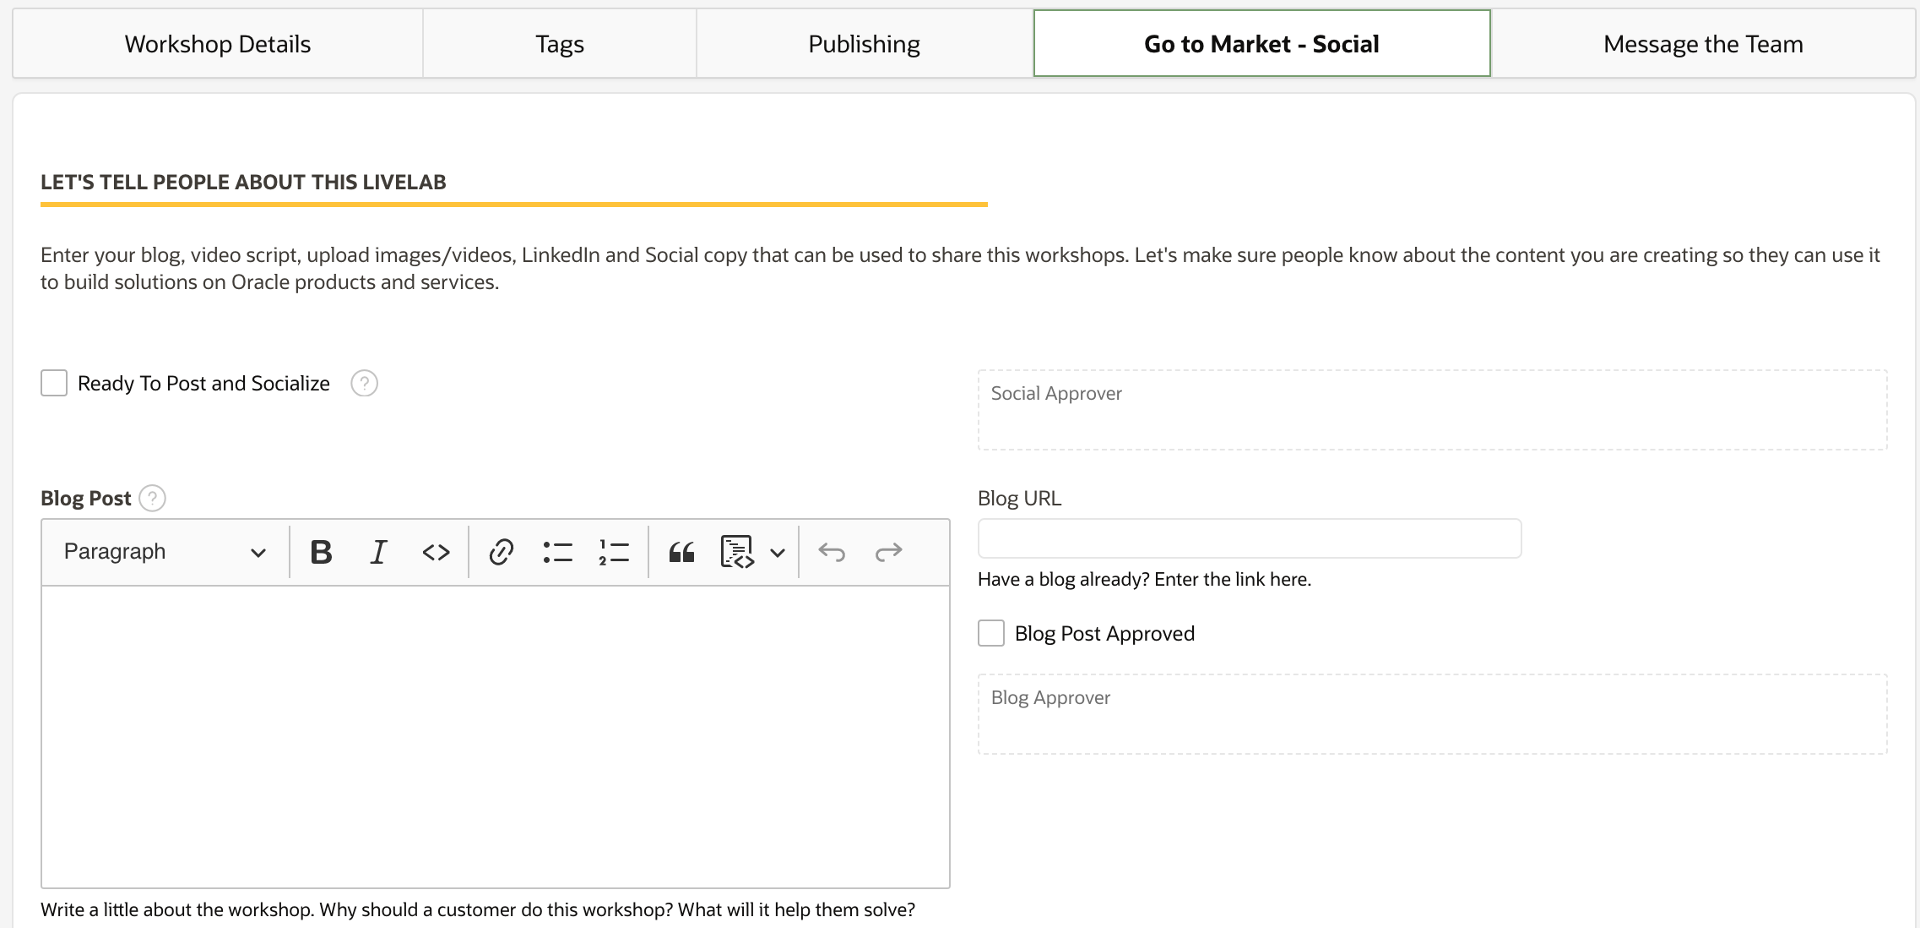 Workshop Details
Tags
Publishing
Go to Market - Social
Message the Team
LET'S TELL PEOPLE ABOUT THIS LIVELAB
Enter your blog, video script, upload images/videos, LinkedIn and Social copy that can be used to share this workshops. Let's make sure people know about the content you are creating so they can use it
to build solutions on Oracle products and services.
Ready To Post and Socialize ?
Social Approver
Blog Post ?
Blog URL
Paragraph
Have a blog already? Enter the link here.
Blog Post Approved
Blog Approver
Write a little about the workshop. Why should a customer do this workshop? What will it help them solve?